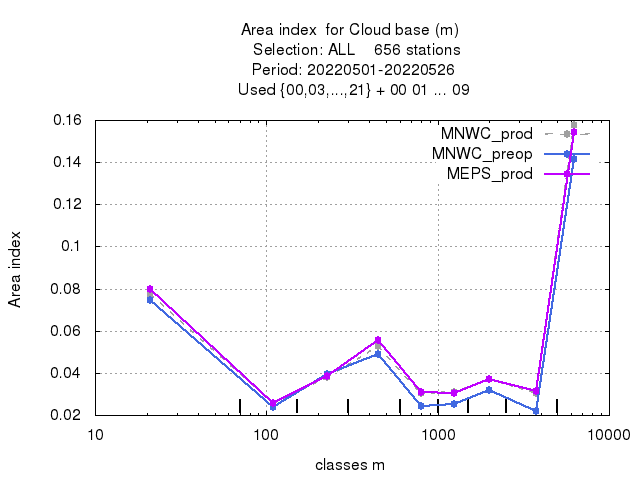 Area index  for Cloud base (m)
Selection: ALL    656 stations
Period: 20220501-20220526
Used {00,03,...,21} + 00 01 ... 09
0.16
0.14
0.12
0.1
0.08
0.06
0.04
0.02
Area index
MNWC_prod
MNWC_preop
MEPS_prod
10
100
1000
10000
classes m